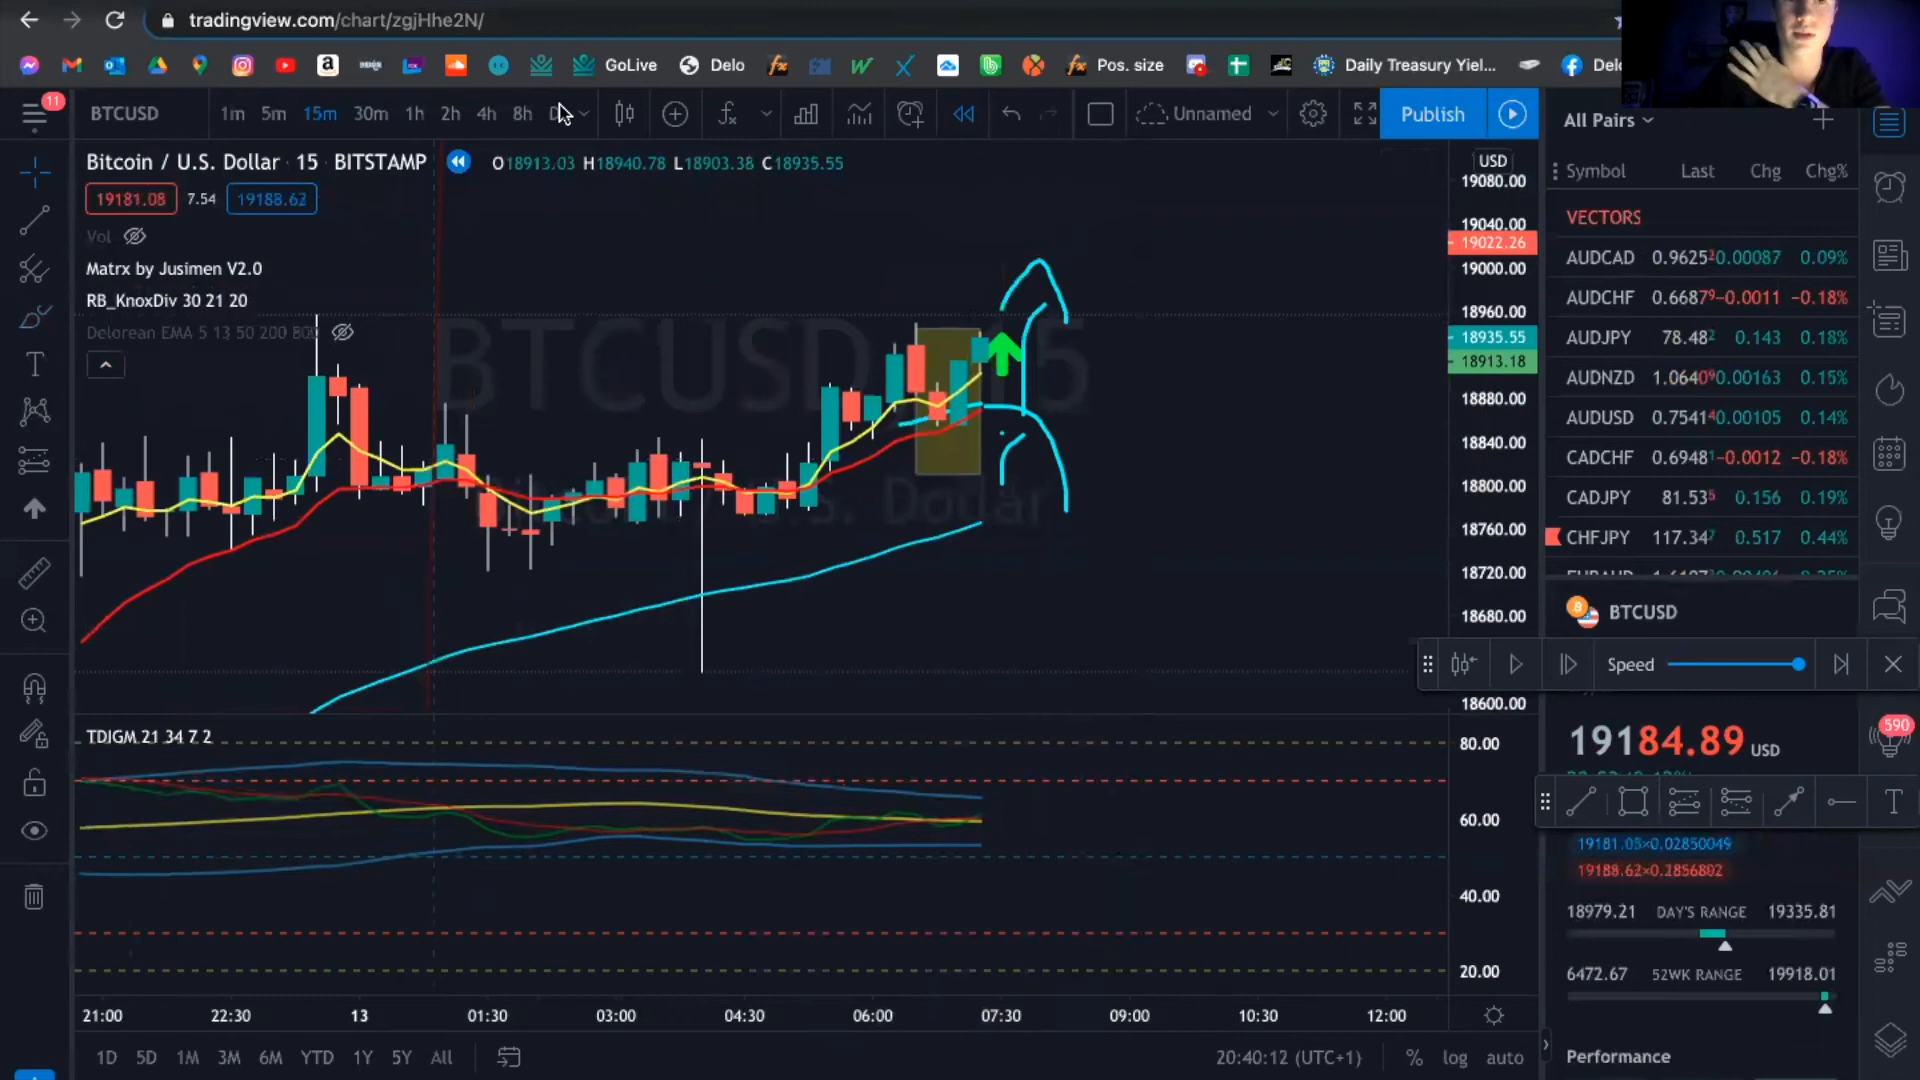 tradingview.com/chart/zgjHhe2N/
GoLive
Delo
Pos. size
Daily Treasury Yiel...
11
BTCUSD
1m 5m 15m 30m 1h 2h 4h 8h
Unnamed
Publish
All Pairs
Bitcoin / U.S. Dollar · 15 · BITSTAMP
O18913.03 H18940.78 L18903.38 C18935.55
19181.08 7.54 19188.62
Vol
Matrx by Jusimen V2.0
RB_KnoxDiv 30 21 20
Delorean EMA 5 13 50 200 800
BTCUSD, 15
Bitcoin / U.S. Dollar
USD
19080.00
19040.00
19022.26
19000.00
18960.00
18935.55
18913.18
18880.00
18840.00
18800.00
18760.00
18720.00
18680.00
18600.00
Symbol Last Chg Chg%
VECTORS
AUDCAD 0.9625² 0.00087 0.09%
AUDCHF 0.6687⁹ -0.0011 -0.18%
AUDJPY 78.48² 0.143 0.18%
AUDNZD 1.0640⁹ 0.00163 0.15%
AUDUSD 0.7541⁴ 0.00105 0.14%
CADCHF 0.6948¹ -0.0012 -0.18%
CADJPY 81.53⁵ 0.156 0.19%
CHFJPY 117.34⁷ 0.517 0.44%
BTCUSD
Speed
19184.89 USD
590
TDIGM 21 34 7 2
80.00
60.00
40.00
20.00
19181.05×0.02850049
19188.62×0.2856802
18979.21 DAY'S RANGE 19335.81
6472.67 52WK RANGE 19918.01
Performance
21:00 22:30 13 01:30 03:00 04:30 06:00 07:30 09:00 10:30 12:00
1D 5D 1M 3M 6M YTD 1Y 5Y All
20:40:12 (UTC+1) % log auto